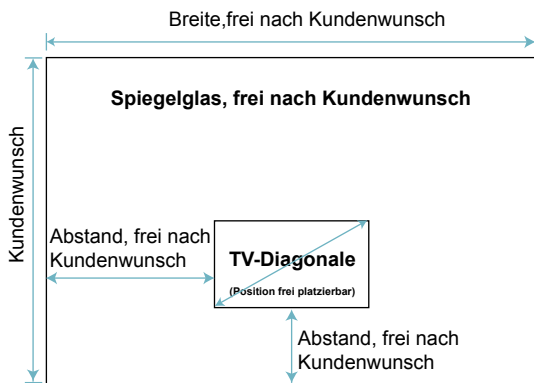 Breite,frei nach Kundenwunsch
Spiegelglas, frei nach Kundenwunsch
Kundenwunsch
Abstand, frei nach
Kundenwunsch
TV-Diagonale
(Position frei platzierbar)
Abstand, frei nach
Kundenwunsch